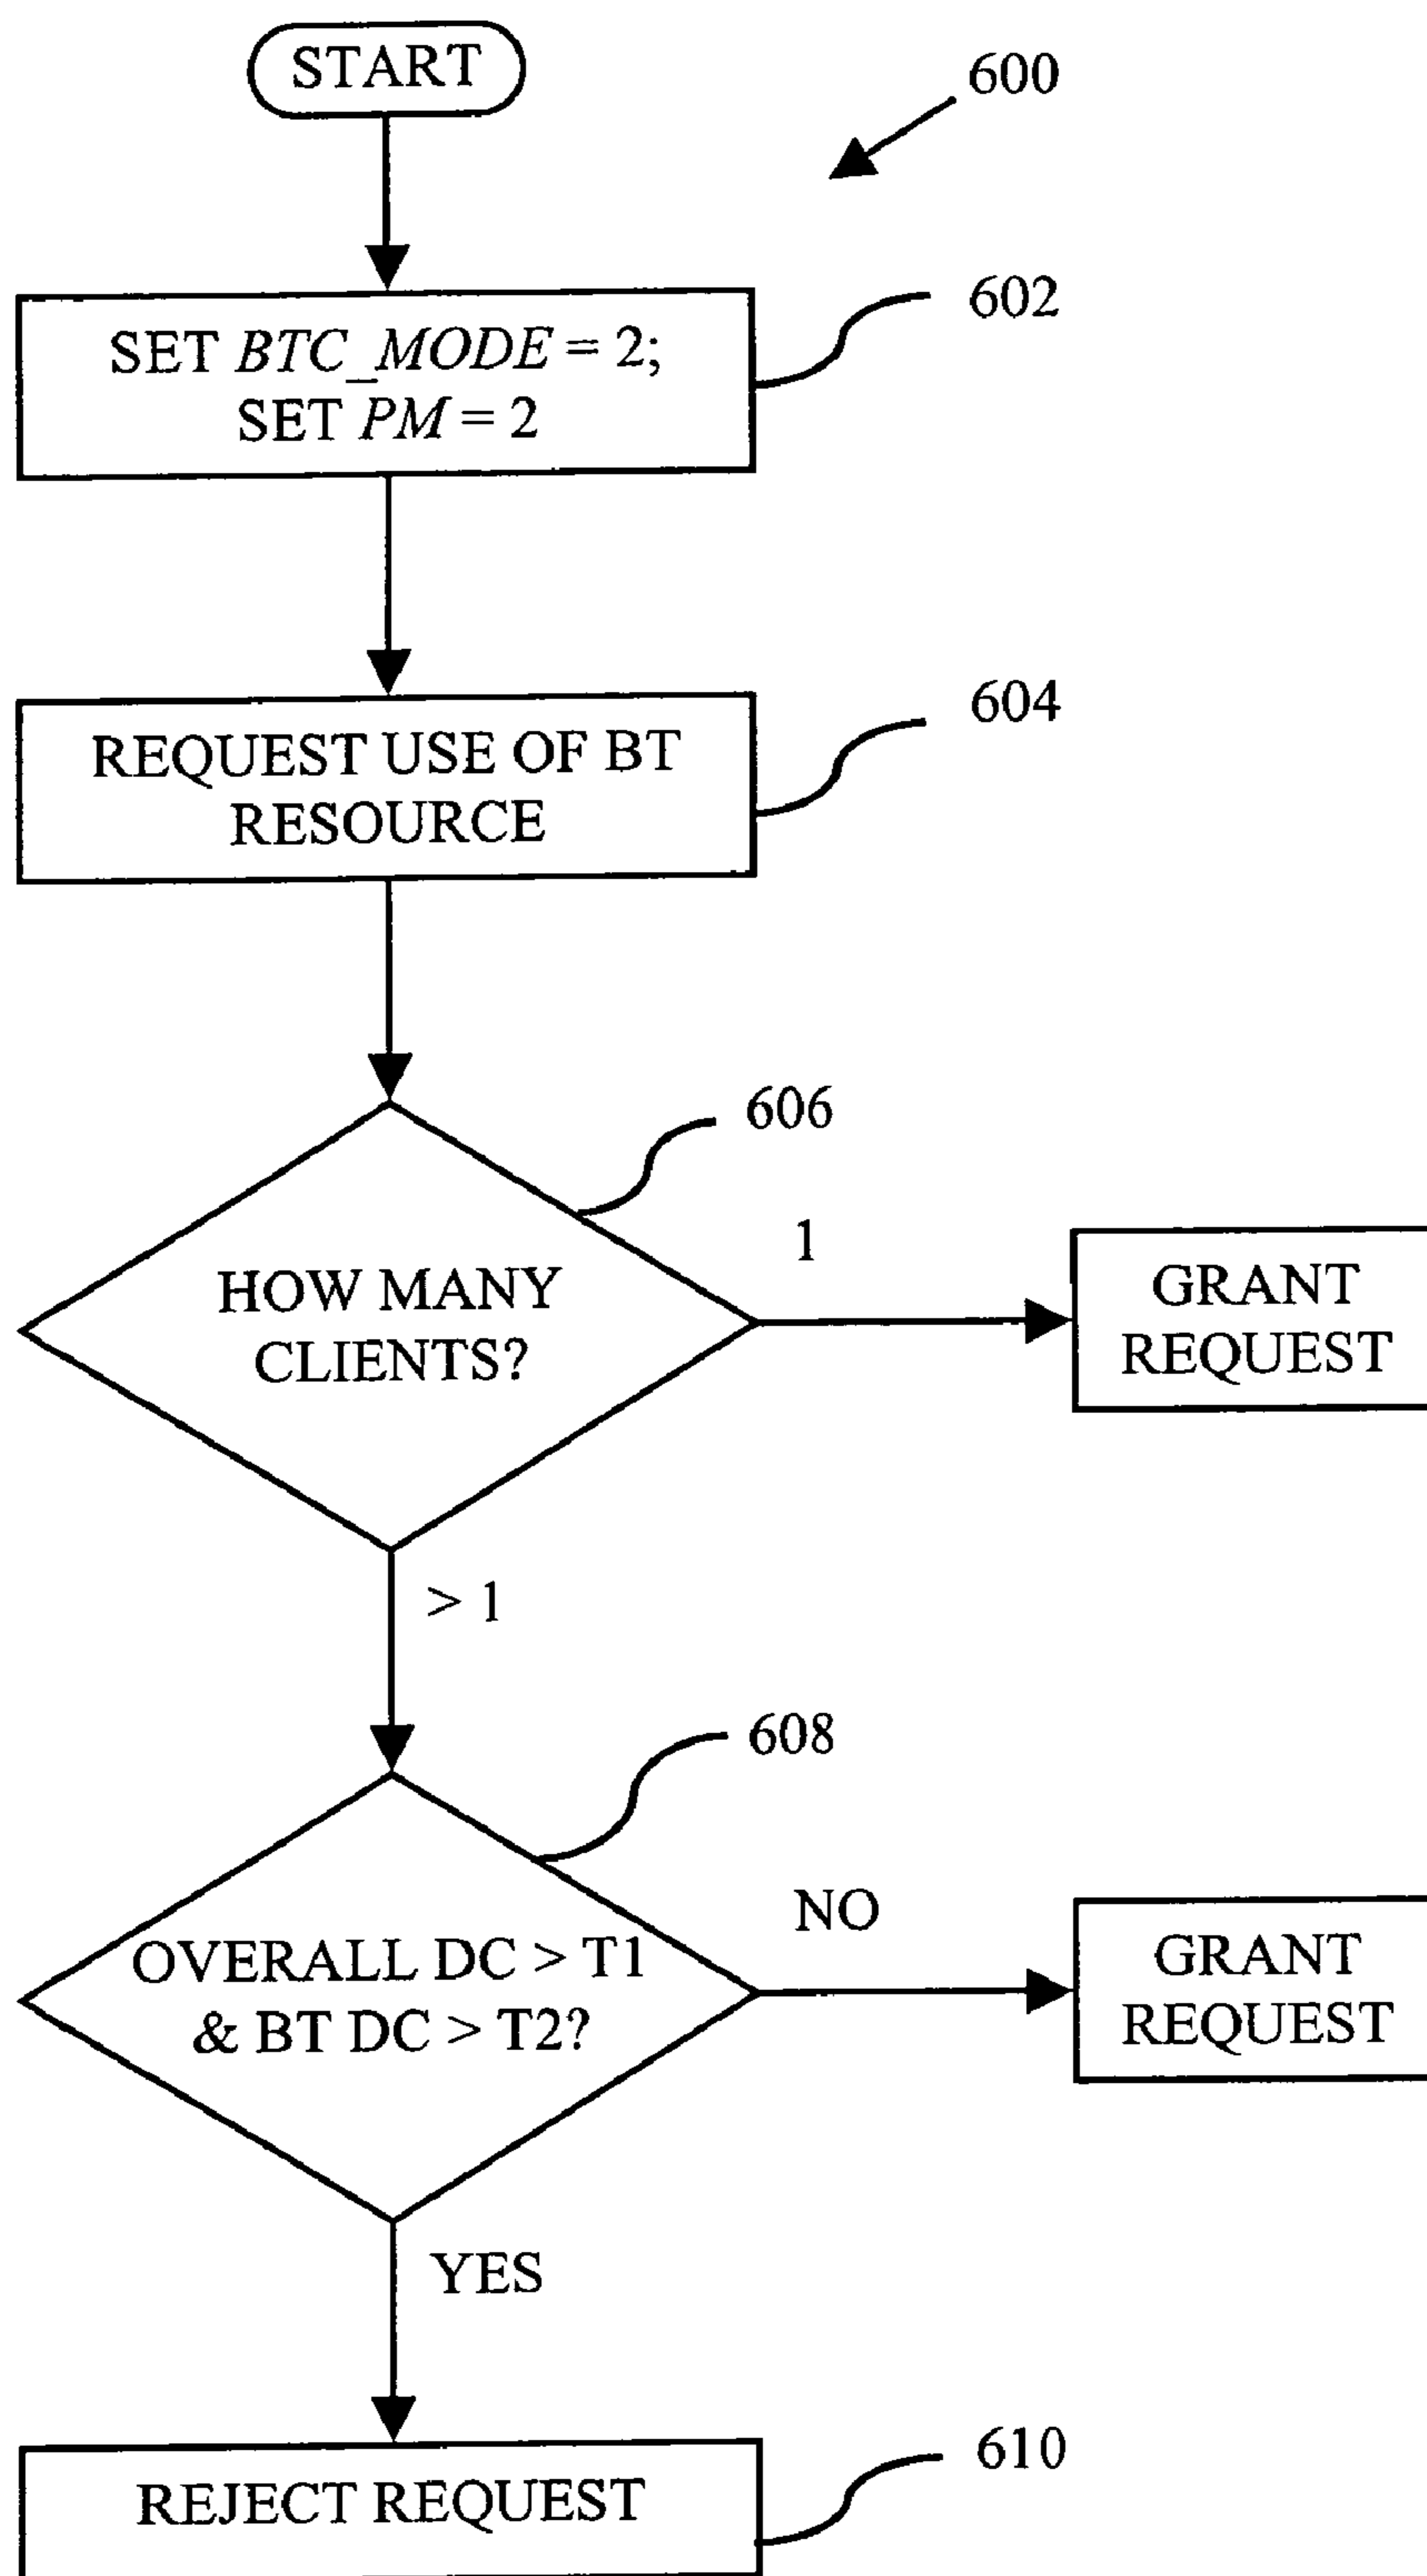 START
600
SET BTC_MODE = 2;
SET PM = 2
602
REQUEST USE OF BT
RESOURCE
604
606
HOW MANY
CLIENTS?
1
GRANT
REQUEST
> 1
608
OVERALL DC > T1
& BT DC > T2?
NO
GRANT
REQUEST
YES
REJECT REQUEST
610